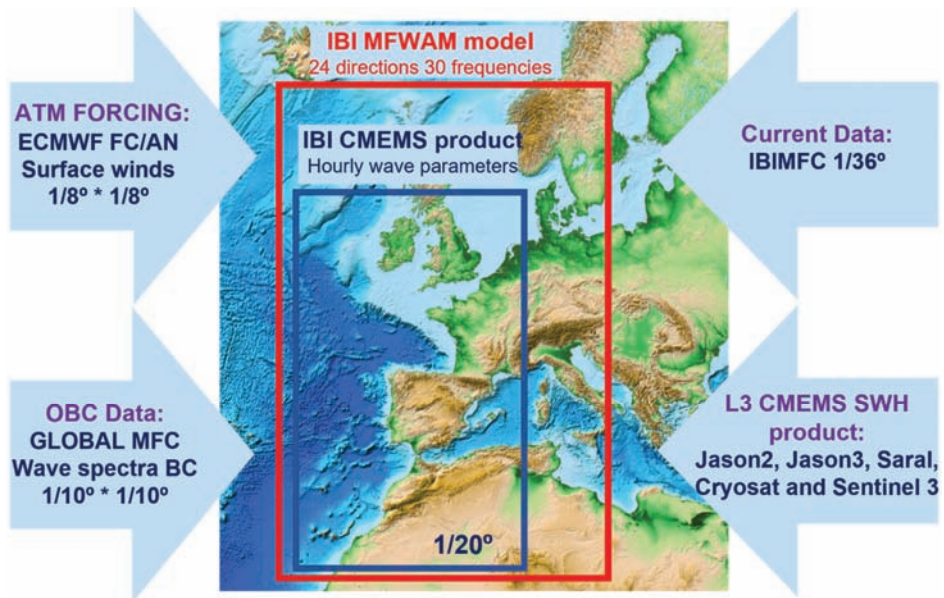 IBI MFWAM model
24 directions 30 frequencies
ATM FORCING:
ECMWF FC/AN
Surface winds
1/8º * 1/8º
IBI CMEMS product
Hourly wave parameters
Current Data:
IBIMFC 1/36º
OBC Data:
GLOBAL MFC
Wave spectra BC
1/10º * 1/10º
L3 CMEMS SWH
product:
Jason2, Jason3, Saral,
Cryosat and Sentinel 3
1/20º